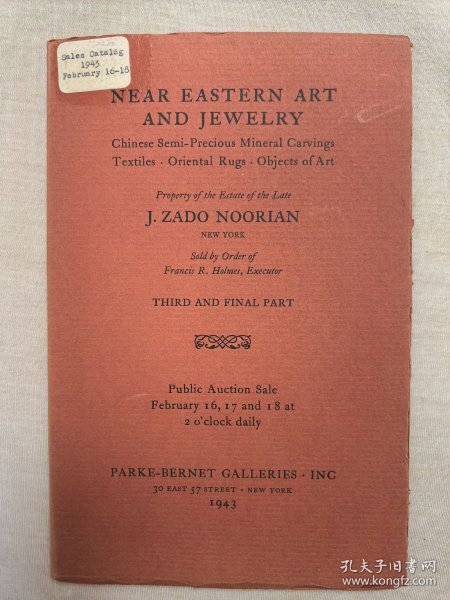 Sales Catalog
1943
February 16-18
NEAR EASTERN ART
AND JEWELRY
Chinese Semi-Precious Mineral Carvings
Textiles · Oriental Rugs · Objects of Art
Property of the Estate of the Late
J. ZADO NOORIAN
NEW YORK
Sold by Order of
Francis R. Holmes, Executor
THIRD AND FINAL PART
Public Auction Sale
February 16, 17 and 18 at
2 o'clock daily
PARKE-BERNET GALLERIES · INC
30 EAST 57 STREET · NEW YORK
1943
孔夫子旧书网
www.kongfz.com